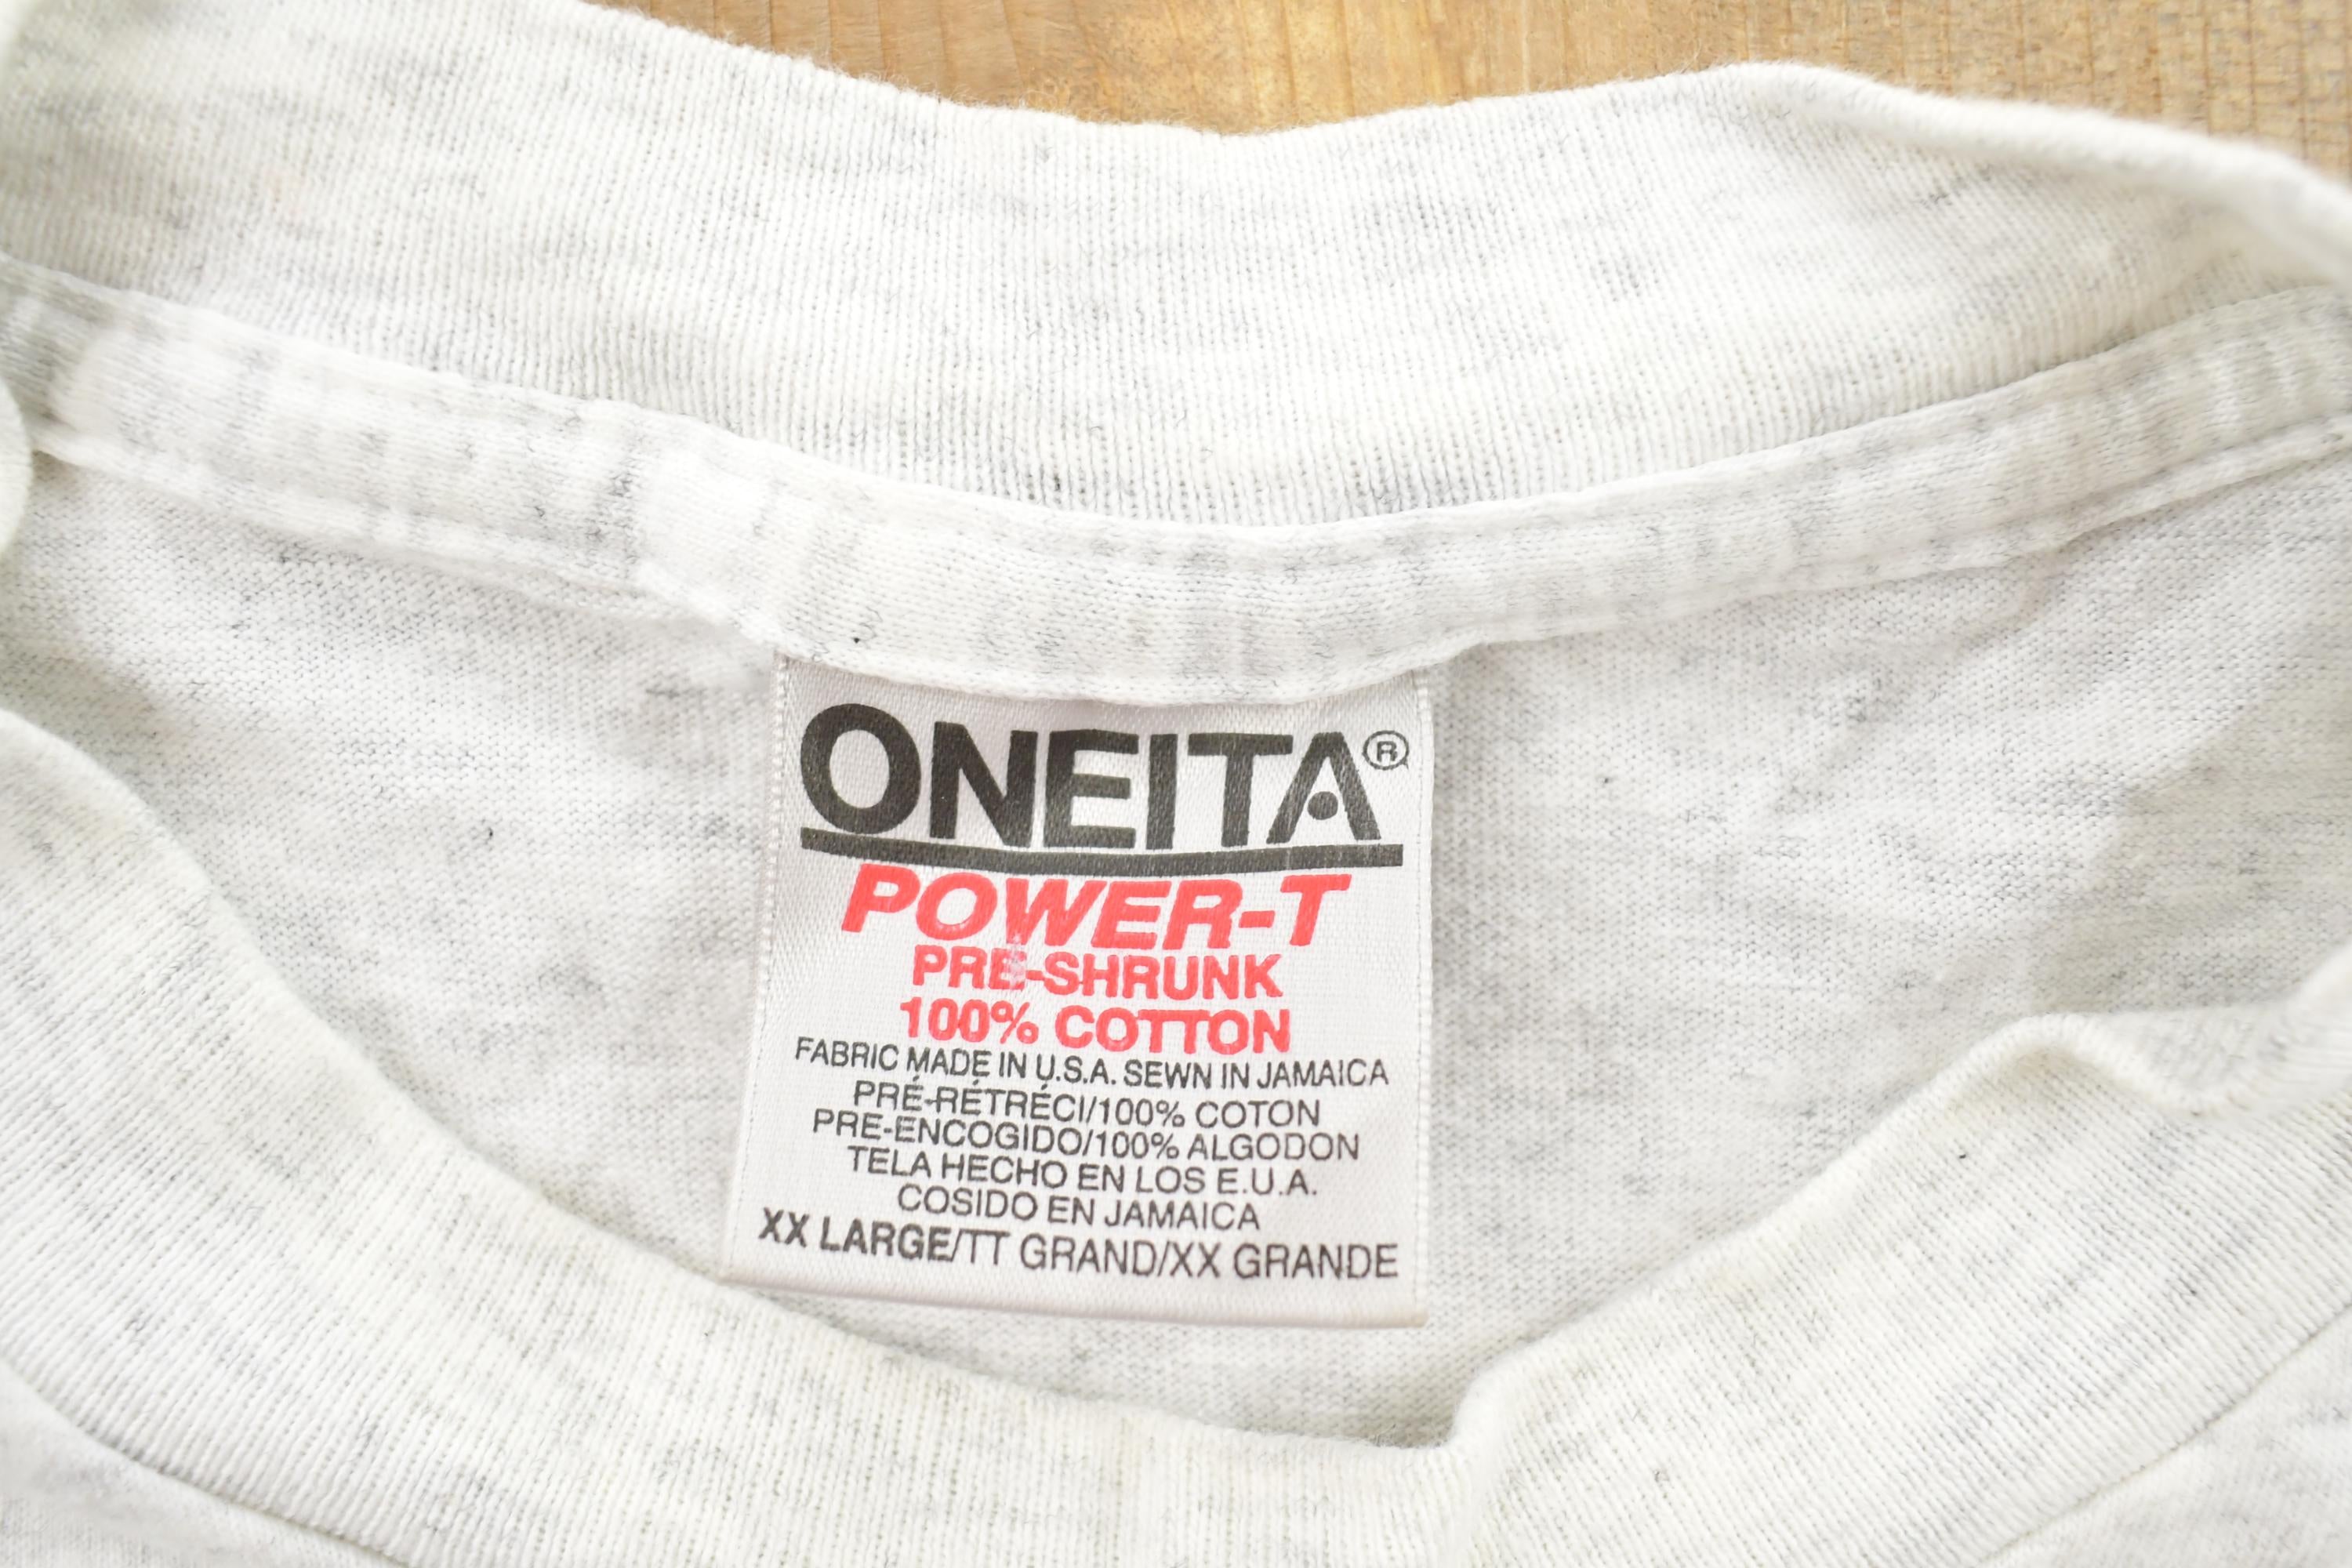 ONEITA®
POWER-T
PRE-SHRUNK
100% COTTON
FABRIC MADE IN U.S.A. SEWN IN JAMAICA
PRÉ-RÉTRÉCI/100% COTON
PRE-ENCOGIDO/100% ALGODON
TELA HECHO EN LOS E.U.A.
COSIDO EN JAMAICA
XX LARGE/TT GRAND/XX GRANDE